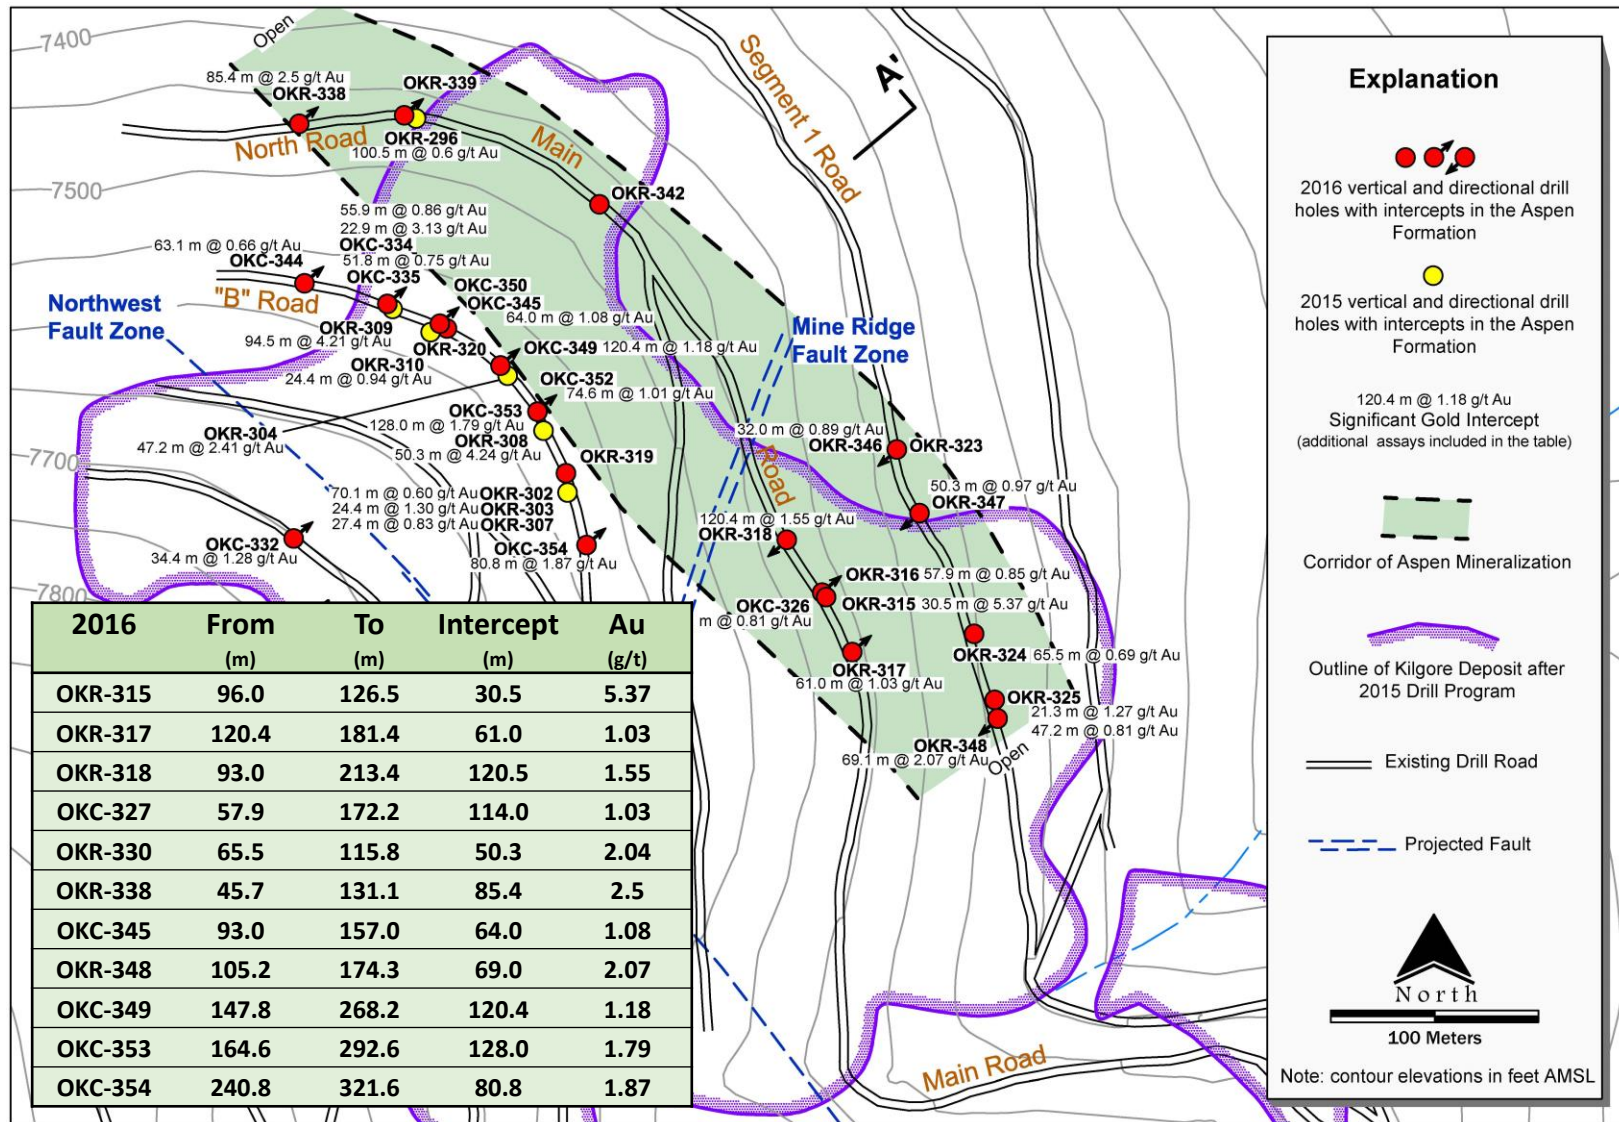 7400
Open
85.4 m @ 2.5 g/t Au
OKR-338
OKR-339
North Road
OKR-296
100.5 m @ 0.6 g/t Au
Main
Segment 1 Road
A'
7500
OKR-342
55.9 m @ 0.86 g/t Au
22.9 m @ 3.13 g/t Au
OKC-334
63.1 m @ 0.66 g/t Au
OKC-344
51.8 m @ 0.75 g/t Au
OKC-335
"B" Road
OKC-350
OKC-345
64.0 m @ 1.08 g/t Au
Northwest
Fault Zone
Mine Ridge
Fault Zone
OKR-309
94.5 m @ 4.21 g/t Au
OKR-320
OKC-349 120.4 m @ 1.18 g/t Au
OKR-310
24.4 m @ 0.94 g/t Au
OKC-352
74.6 m @ 1.01 g/t Au
OKC-353
128.0 m @ 1.79 g/t Au
OKR-304
47.2 m @ 2.41 g/t Au
OKR-308
50.3 m @ 4.24 g/t Au
32.0 m @ 0.89 g/t Au
OKR-346
OKR-323
7700
OKR-319
Road
70.1 m @ 0.60 g/t Au OKR-302
24.4 m @ 1.30 g/t Au OKR-303
27.4 m @ 0.83 g/t Au OKR-307
50.3 m @ 0.97 g/t Au
OKR-347
120.4 m @ 1.55 g/t Au
OKR-318
OKC-332
34.4 m @ 1.28 g/t Au
OKC-354
80.8 m @ 1.87 g/t Au
7800
OKR-316 57.9 m @ 0.85 g/t Au
OKC-326
m @ 0.81 g/t Au
OKR-315 30.5 m @ 5.37 g/t Au
OKR-324 65.5 m @ 0.69 g/t Au
OKR-317
61.0 m @ 1.03 g/t Au
OKR-325
21.3 m @ 1.27 g/t Au
47.2 m @ 0.81 g/t Au
OKR-348
69.1 m @ 2.07 g/t Au
Open
Main Road
2016 From To Intercept Au
(m) (m) (m) (g/t)
OKR-315 96.0 126.5 30.5 5.37
OKR-317 120.4 181.4 61.0 1.03
OKR-318 93.0 213.4 120.5 1.55
OKC-327 57.9 172.2 114.0 1.03
OKR-330 65.5 115.8 50.3 2.04
OKR-338 45.7 131.1 85.4 2.5
OKC-345 93.0 157.0 64.0 1.08
OKR-348 105.2 174.3 69.0 2.07
OKC-349 147.8 268.2 120.4 1.18
OKC-353 164.6 292.6 128.0 1.79
OKC-354 240.8 321.6 80.8 1.87
Explanation
2016 vertical and directional drill
holes with intercepts in the Aspen
Formation
2015 vertical and directional drill
holes with intercepts in the Aspen
Formation
120.4 m @ 1.18 g/t Au
Significant Gold Intercept
(additional assays included in the table)
Corridor of Aspen Mineralization
Outline of Kilgore Deposit after
2015 Drill Program
Existing Drill Road
Projected Fault
North
100 Meters
Note: contour elevations in feet AMSL